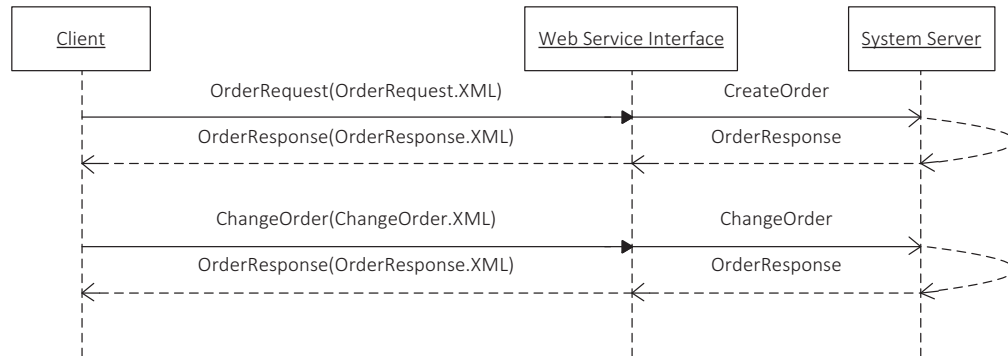 Client
Web Service Interface
System Server
OrderRequest(OrderRequest.XML)
CreateOrder
OrderResponse(OrderResponse.XML)
OrderResponse
ChangeOrder(ChangeOrder.XML)
ChangeOrder
OrderResponse(OrderResponse.XML)
OrderResponse